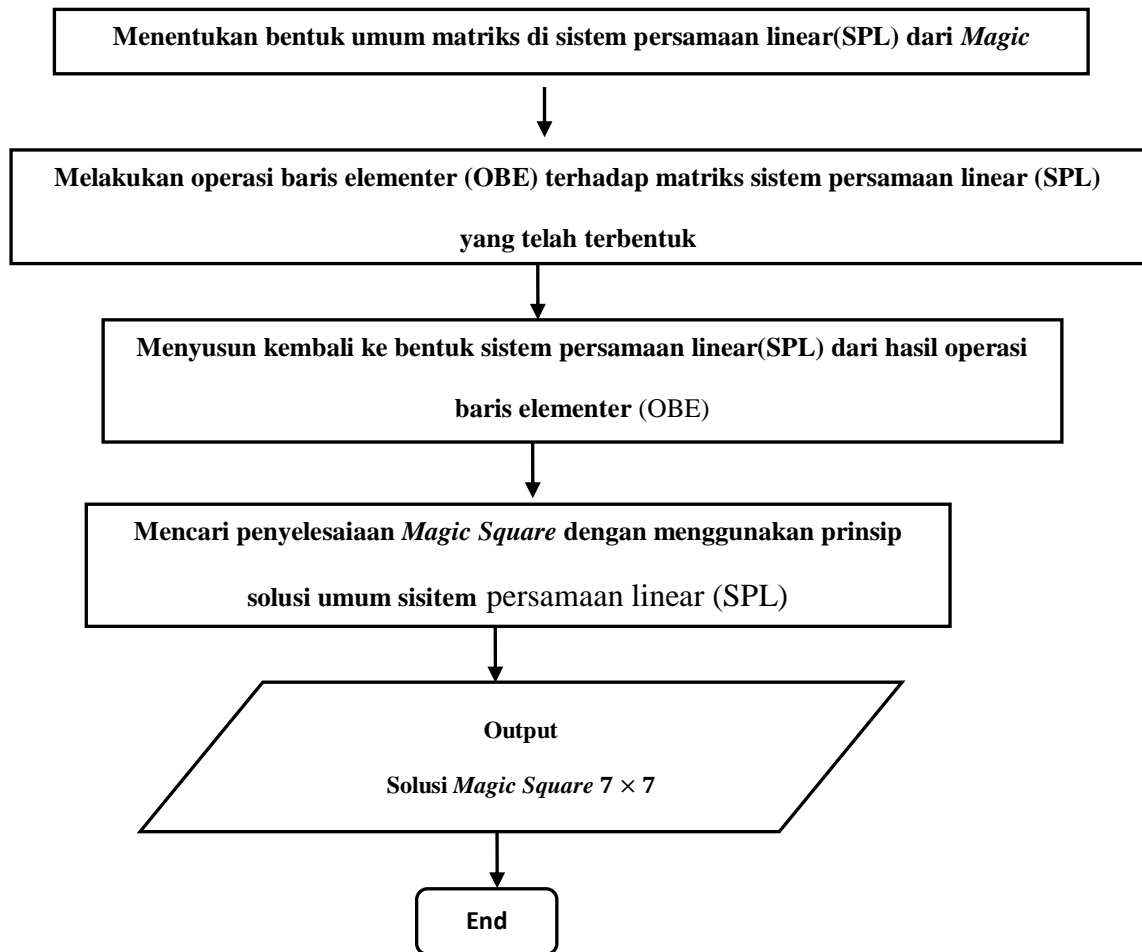 Menentukan bentuk umum matriks di sistem persamaan linear(SPL) dari Magic
Melakukan operasi baris elementer (OBE) terhadap matriks sistem persamaan linear (SPL)
yang telah terbentuk
Menyusun kembali ke bentuk sistem persamaan linear(SPL) dari hasil operasi
baris elementer (OBE)
Mencari penyelesaiaan Magic Square dengan menggunakan prinsip
solusi umum sisitem persamaan linear (SPL)
Output
Solusi Magic Square 7 × 7
End